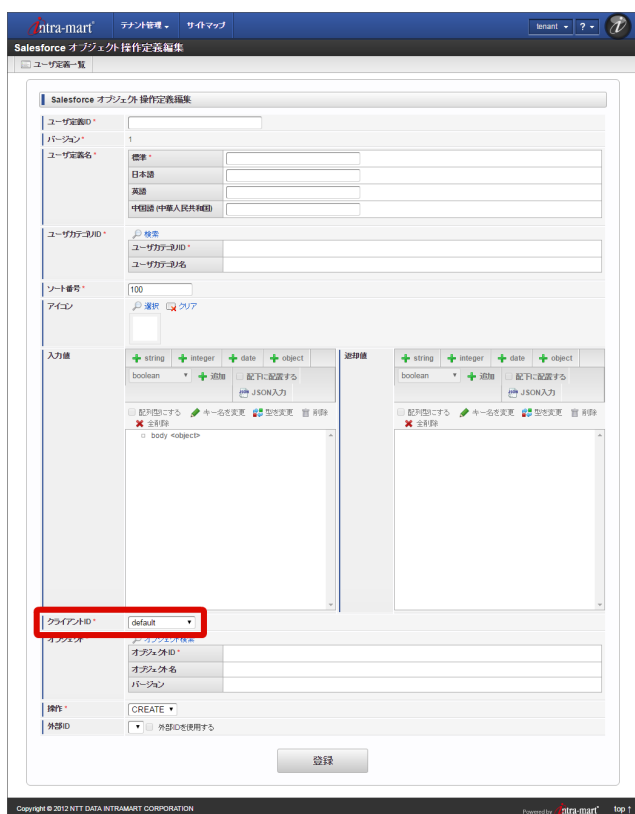 intra-mart テナント管理 サイトマップ tenant ?
Salesforce オブジェクト操作定義編集
ユーザ定義一覧
Salesforce オブジェクト操作定義編集
ユーザ定義ID *
バージョン * 1
ユーザ定義名 * 標準 *
日本語
英語
中国語 (中華人民共和国)
ユーザカテゴリID * 検索
ユーザカテゴリID *
ユーザカテゴリ名
ソート番号 * 100
アイコン 選択 クリア
入力値 string integer date object 返却値 string integer date object
boolean 追加 配下に配置する boolean 追加 配下に配置する
JSON入力 JSON入力
配列型にする キー名を変更 型を変更 削除 配列型にする キー名を変更 型を変更 削除
全削除 全削除
body <object>
クライアントID * default
オブジェクト * オブジェクト検索
オブジェクトID *
オブジェクト名
バージョン
操作 * CREATE
外部ID 外部IDを使用する
登録
Copyright © 2012 NTT DATA INTRAMART CORPORATION Powered by intra-mart top ↑